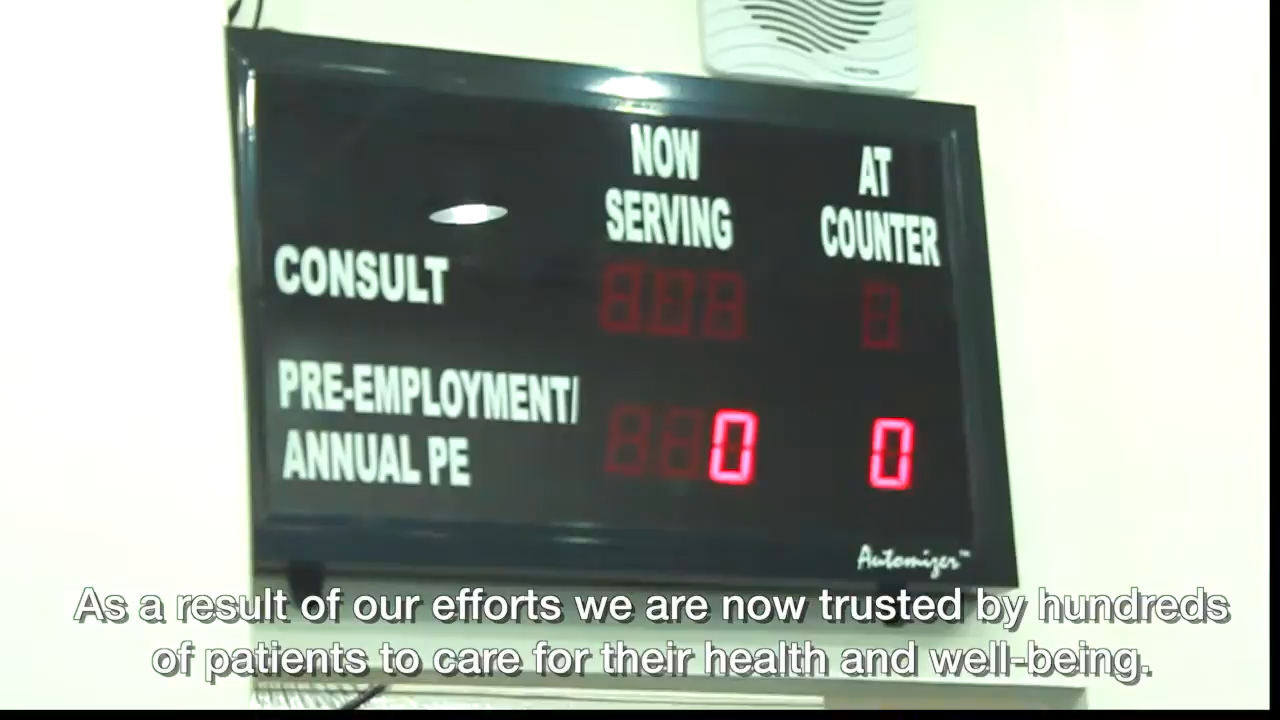 NOW
SERVING
AT
COUNTER
CONSULT
PRE-EMPLOYMENT/
ANNUAL PE
0
0
Automizer™
As a result of our efforts we are now trusted by hundreds
of patients to care for their health and well-being.